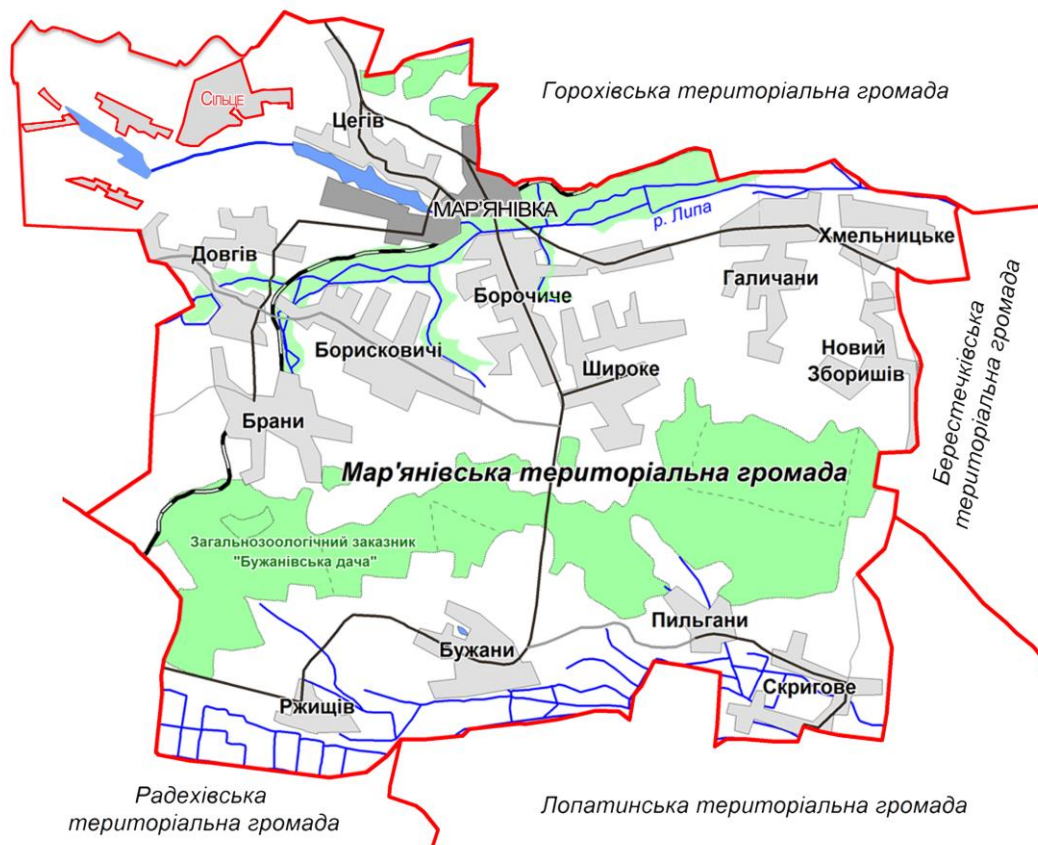 Горохівська територіальна громада
Сільце
Цегів
МАР'ЯНІВКА
р. Липа
Хмельницьке
Довгів
Галичани
Борочиче
Борисковичі
Широке
Новий
Зборишів
Берестечківська
територіальна громада
Брани
Мар'янівська територіальна громада
Загальнозоологічний заказник
"Бужанівська дача"
Пильгани
Бужани
Скригове
Ржищів
Радехівська
територіальна громада
Лопатинська територіальна громада